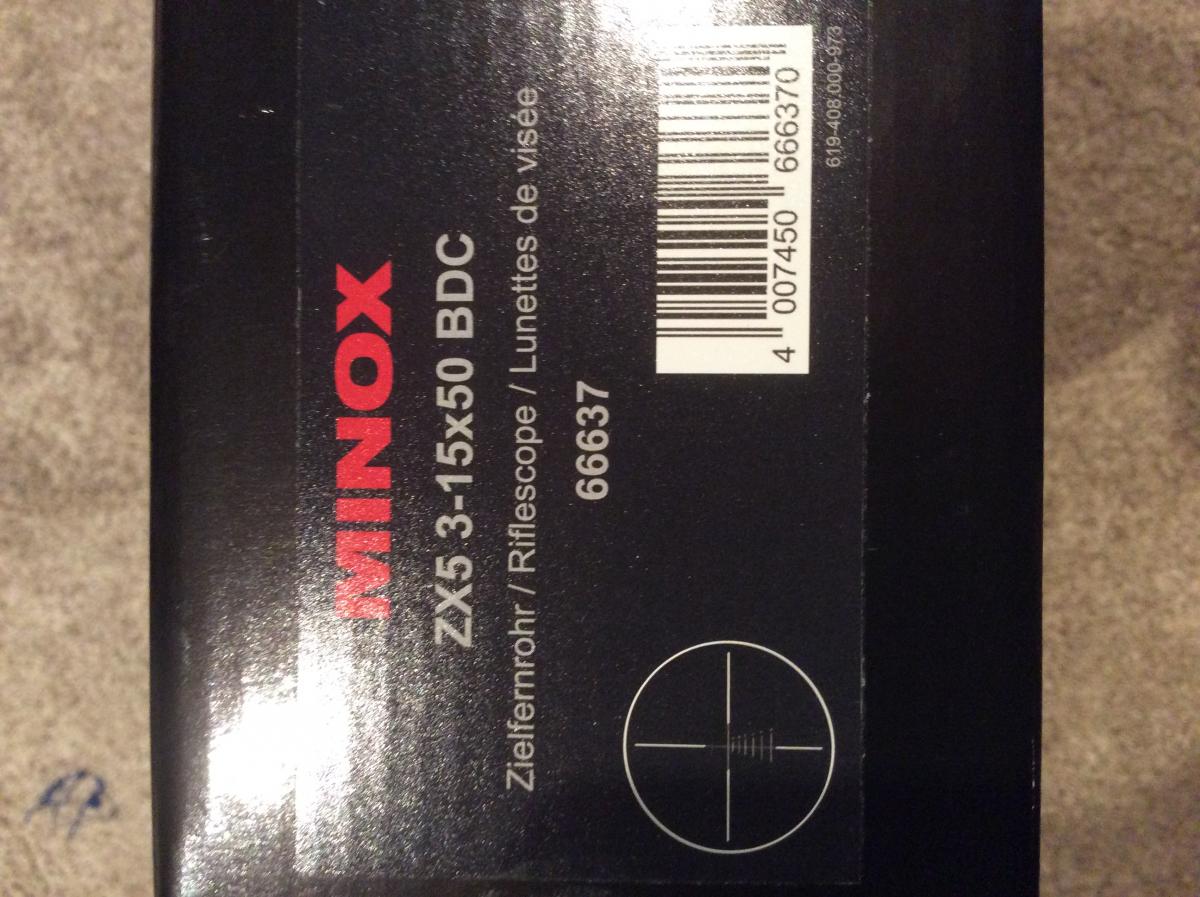 MINOX
ZX5 3-15x50 BDC
Zielfernrohr / Riflescope / Lunettes de visée
66637
4 007450 666370
619-408.000-973